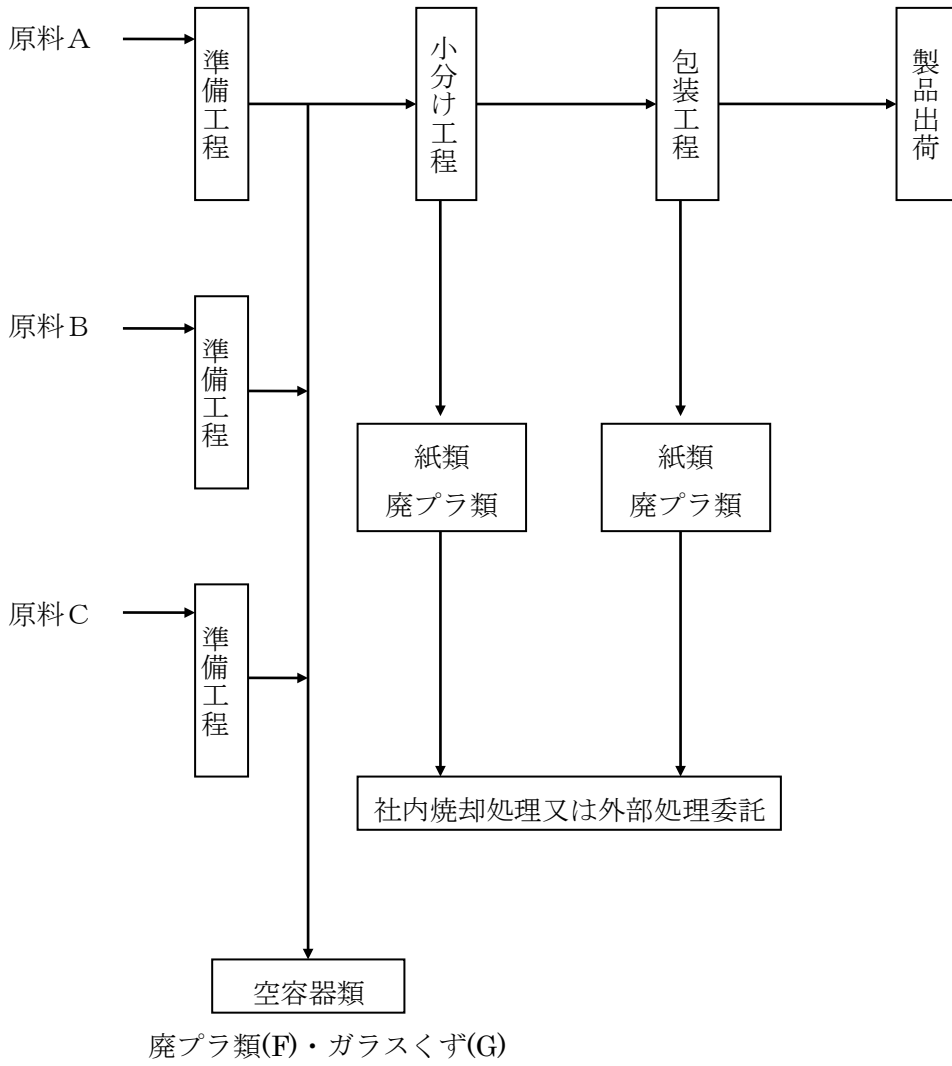 原料Ａ
準備工程
小分け工程
包装工程
製品出荷
原料Ｂ
準備工程
紙類
廃プラ類
紙類
廃プラ類
原料Ｃ
準備工程
社内焼却処理又は外部処理委託
空容器類
廃プラ類(F)・ガラスくず(G)